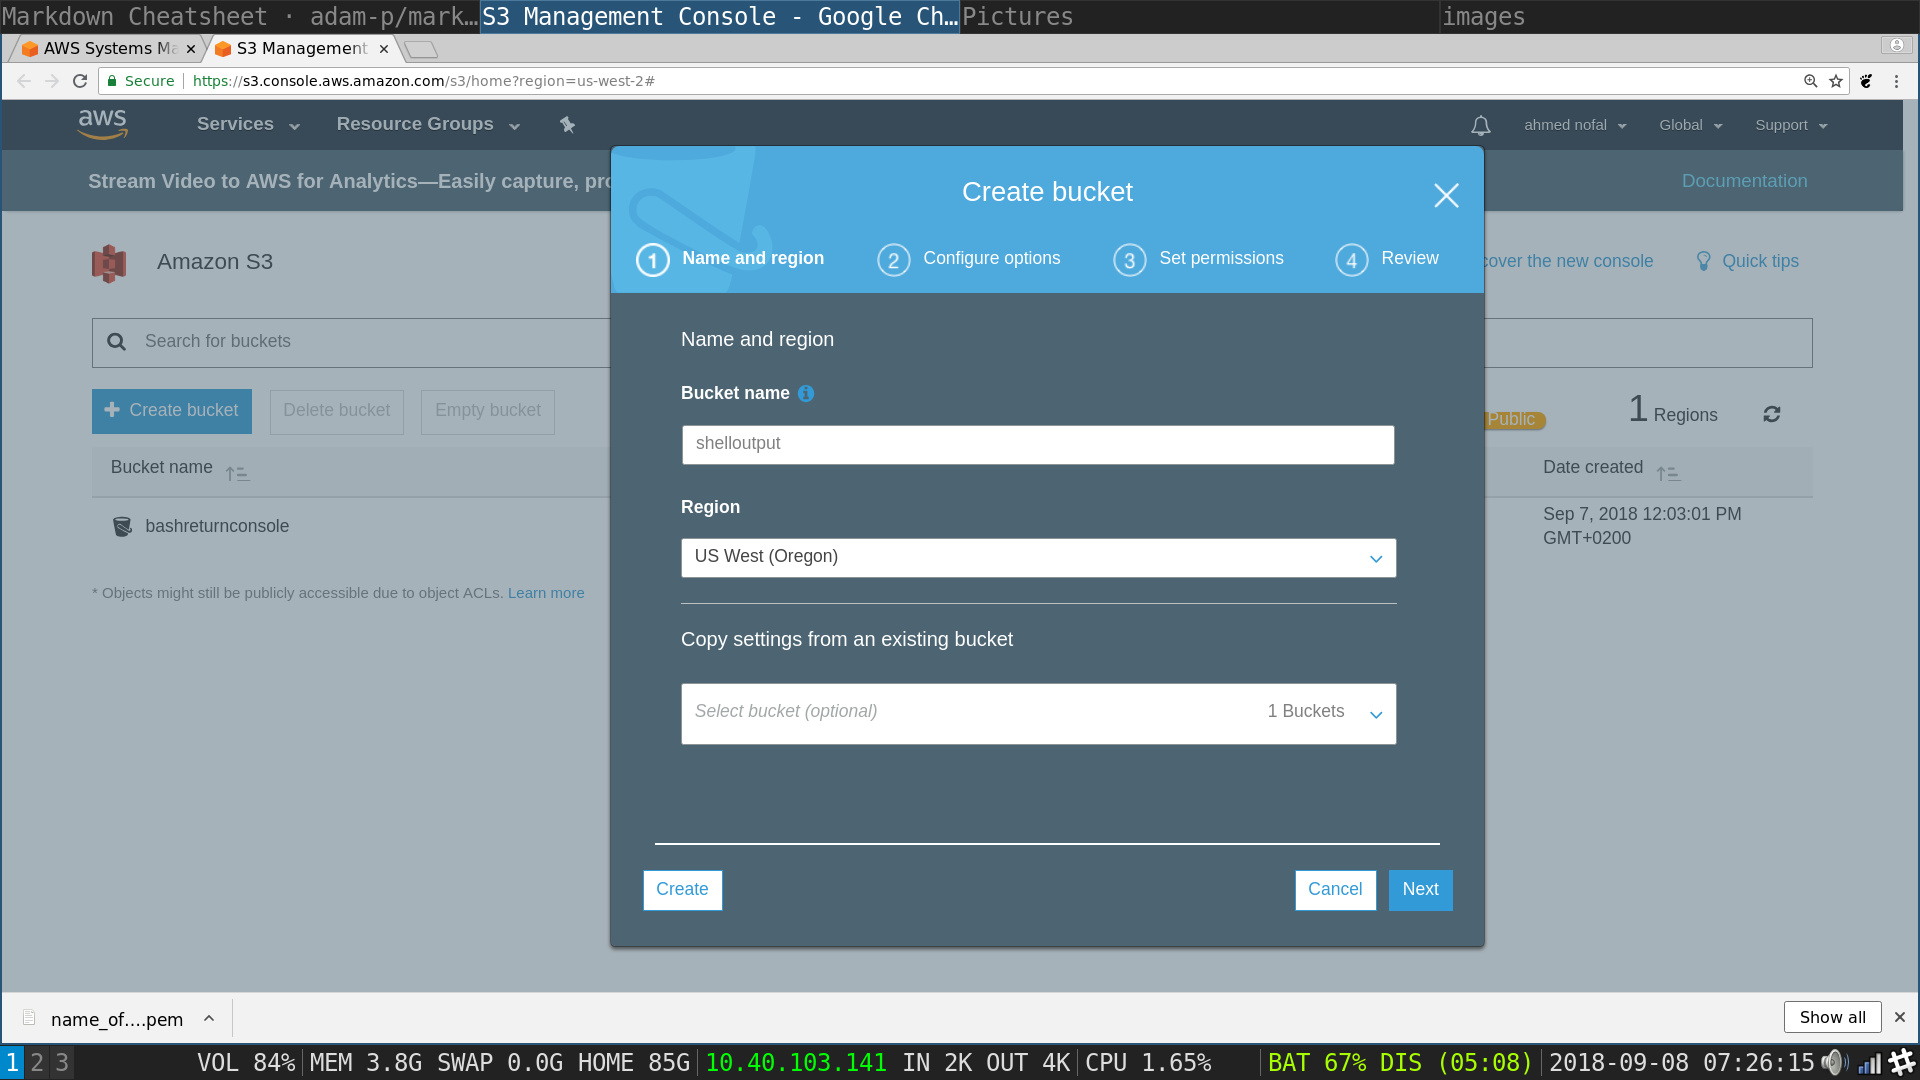 Markdown Cheatsheet · adam-p/mark… S3 Management Console - Google Ch… Pictures images
AWS Systems Ma × S3 Management ×
Secure https://s3.console.aws.amazon.com/s3/home?region=us-west-2#
aws Services Resource Groups ahmed nofal Global Support
Stream Video to AWS for Analytics—Easily capture, pro Documentation
Create bucket
1 Name and region 2 Configure options 3 Set permissions 4 Review
Amazon S3 cover the new console Quick tips
Search for buckets
Create bucket Delete bucket Empty bucket Public 1 Regions
Bucket name Date created
bashreturnconsole Sep 7, 2018 12:03:01 PM
GMT+0200
* Objects might still be publicly accessible due to object ACLs. Learn more
Name and region
Bucket name i
shelloutput
Region
US West (Oregon)
Copy settings from an existing bucket
Select bucket (optional) 1 Buckets
Create Cancel Next
name_of....pem Show all ×
1 2 3 VOL 84% MEM 3.8G SWAP 0.0G HOME 85G 10.40.103.141 IN 2K OUT 4K CPU 1.65% BAT 67% DIS (05:08) 2018-09-08 07:26:15